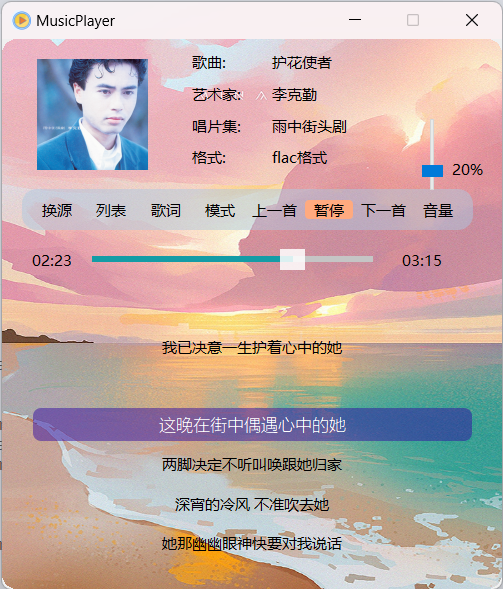 MusicPlayer
歌曲: 护花使者
艺术家: 李克勤
唱片集: 雨中街头剧
格式: flac格式
20%
换源 列表 歌词 模式 上一首 暂停 下一首 音量
02:23 03:15
我已决意一生护着心中的她
这晚在街中偶遇心中的她
两脚决定不听叫唤跟她归家
深宵的冷风 不准吹去她
她那幽幽眼神快要对我说话